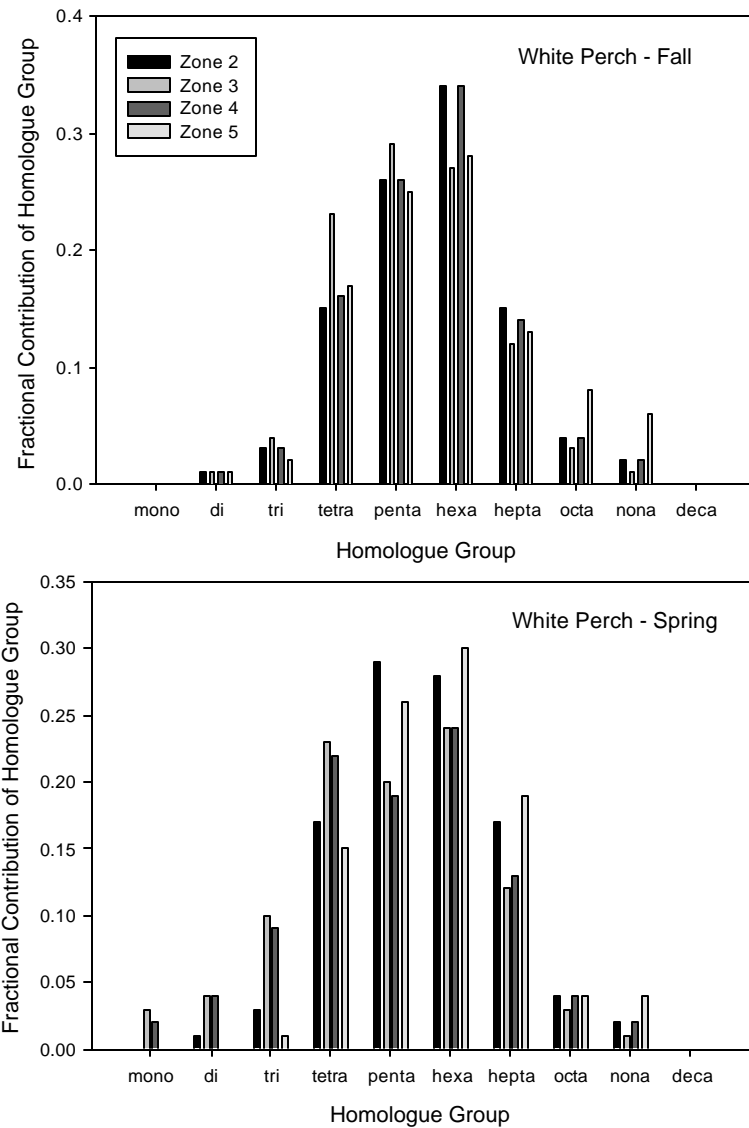 0.4
White Perch - Fall
Zone 2
Zone 3
Zone 4
Zone 5
0.3
0.2
0.1
0.0
Fractional Contribution of Homologue Group
mono di tri tetra penta hexa hepta octa nona deca
Homologue Group
0.35
White Perch - Spring
0.30
0.25
0.20
0.15
0.10
0.05
0.00
Fractional Contribution of Homologue Group
mono di tri tetra penta hexa hepta octa nona deca
Homologue Group